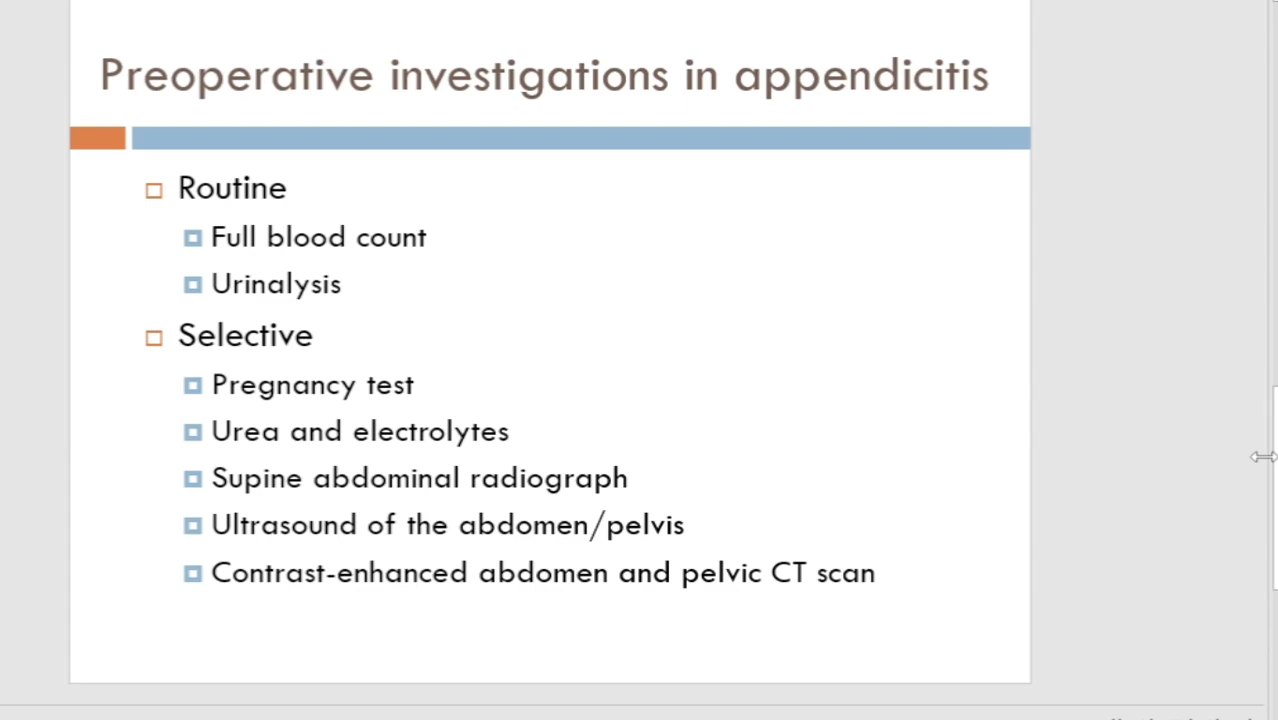 Preoperative investigations in appendicitis
Routine
Full blood count
Urinalysis
Selective
Pregnancy test
Urea and electrolytes
Supine abdominal radiograph
Ultrasound of the abdomen/pelvis
Contrast-enhanced abdomen and pelvic CT scan